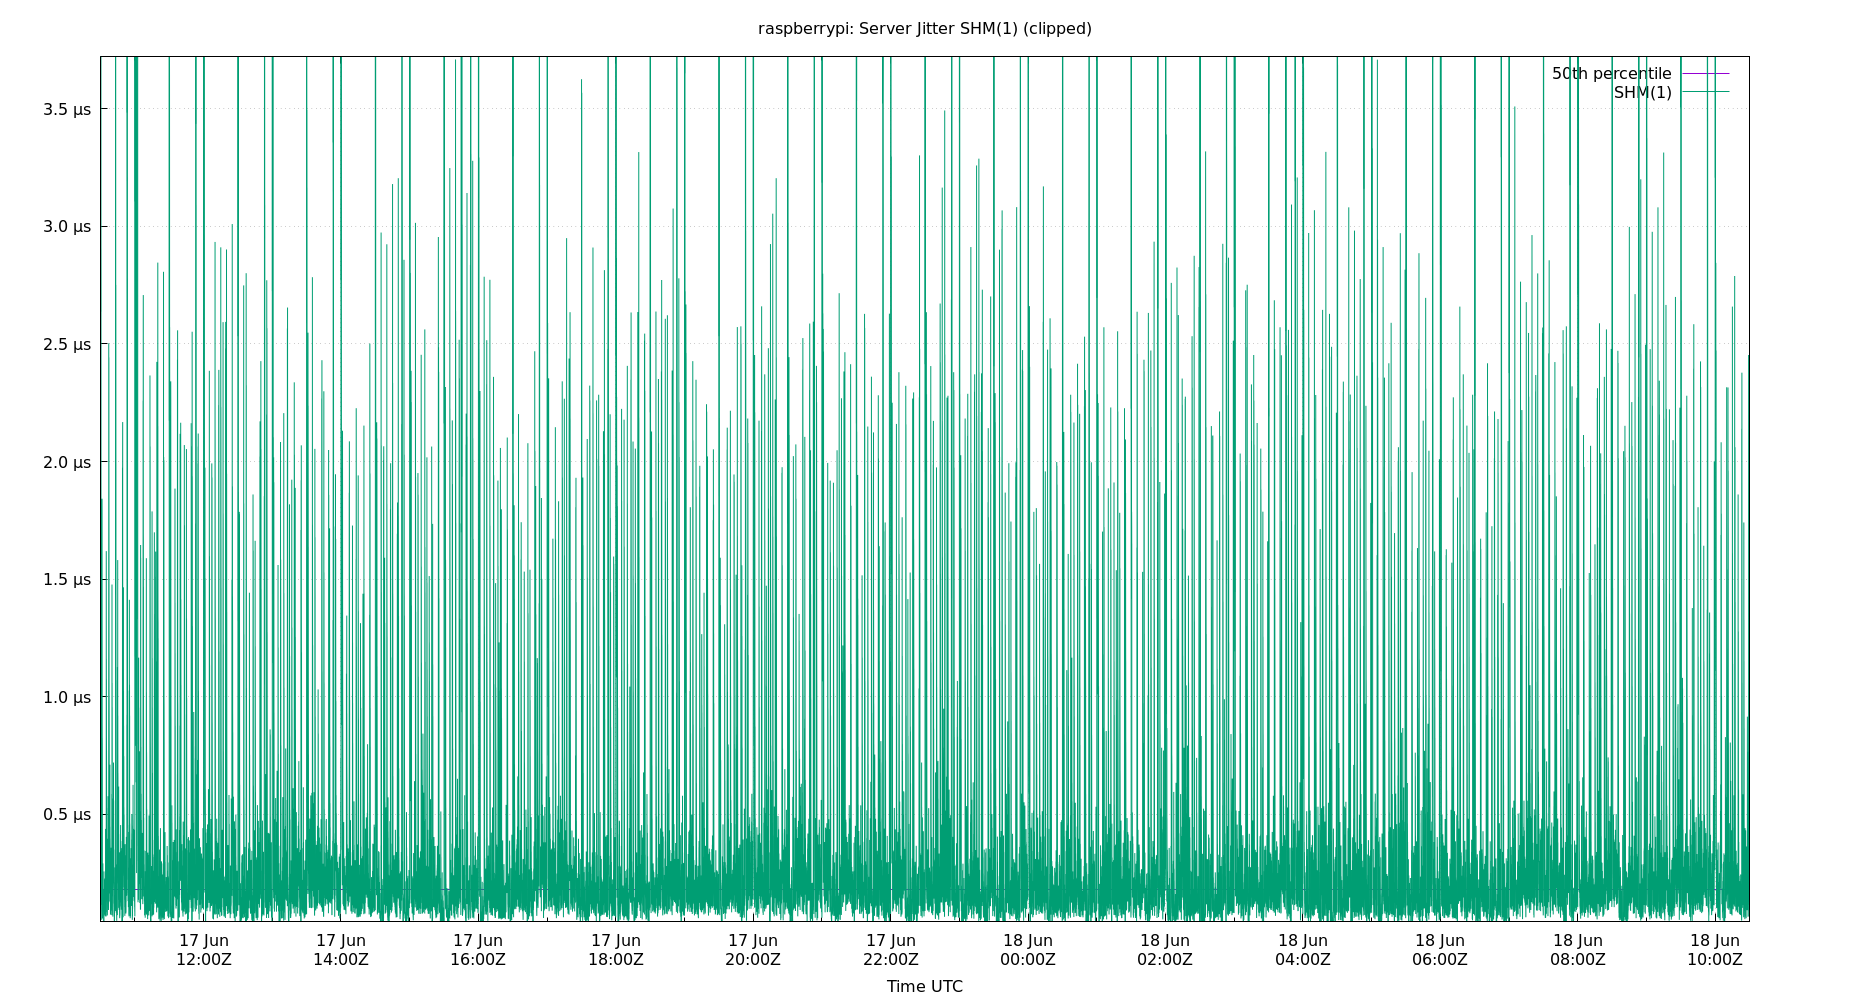 raspberrypi: Server Jitter SHM(1) (clipped)
50th percentile
SHM(1)
3.5 µs
3.0 µs
2.5 µs
2.0 µs
1.5 µs
1.0 µs
0.5 µs
17 Jun 17 Jun 17 Jun 17 Jun 17 Jun 17 Jun 18 Jun 18 Jun 18 Jun 18 Jun 18 Jun 18 Jun
12:00Z 14:00Z 16:00Z 18:00Z 20:00Z 22:00Z 00:00Z 02:00Z 04:00Z 06:00Z 08:00Z 10:00Z
Time UTC